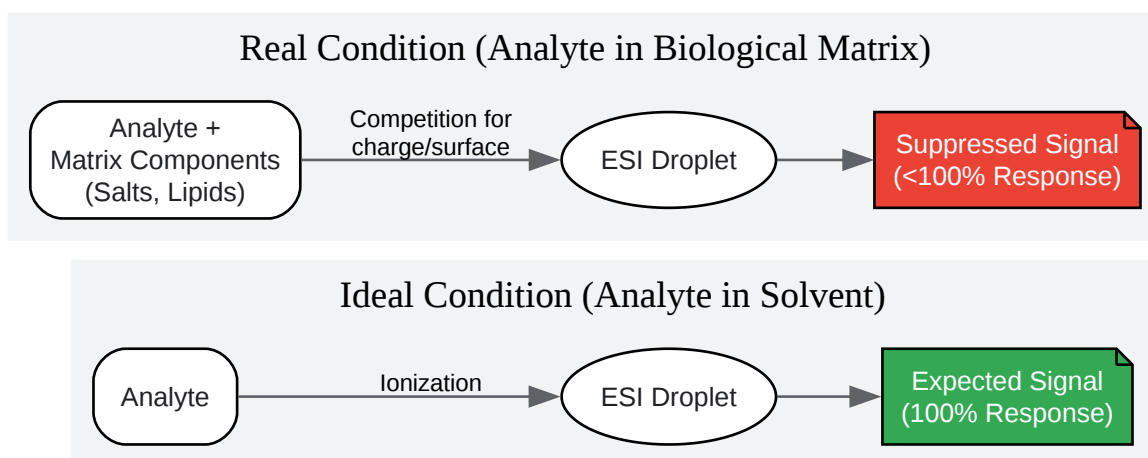 Real Condition (Analyte in Biological Matrix)
Analyte +
Matrix Components
(Salts, Lipids)
Competition for
charge/surface
ESI Droplet
Suppressed Signal
(<100% Response)
Ideal Condition (Analyte in Solvent)
Analyte
Ionization
ESI Droplet
Expected Signal
(100% Response)